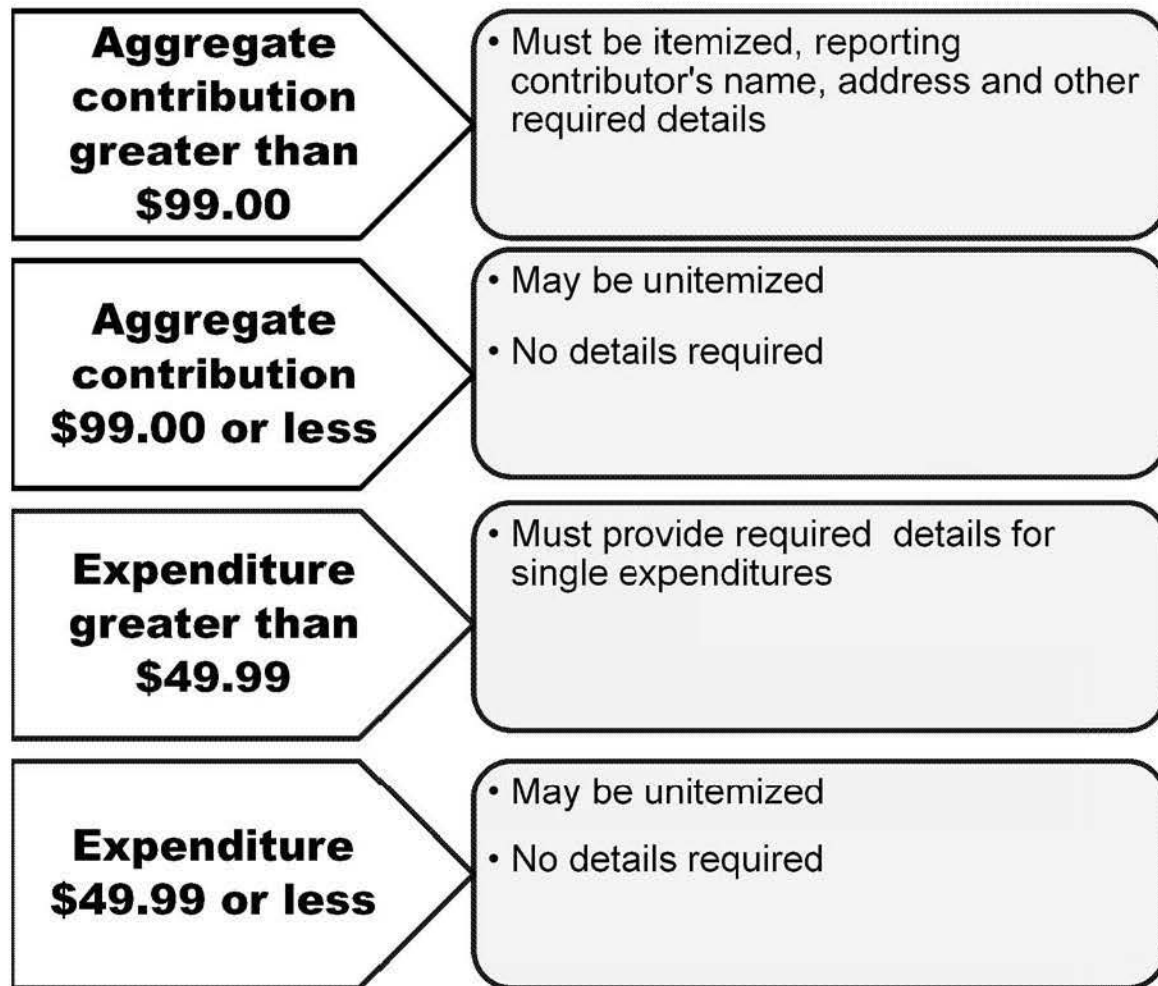 Aggregate
contribution
greater than
$99.00
• Must be itemized, reporting
contributor's name, address and other
required details
Aggregate
contribution
$99.00 or less
• May be unitemized
• No details required
Expenditure
greater than
$49.99
• Must provide required  details for
single expenditures
Expenditure
$49.99 or less
• May be unitemized
• No details required